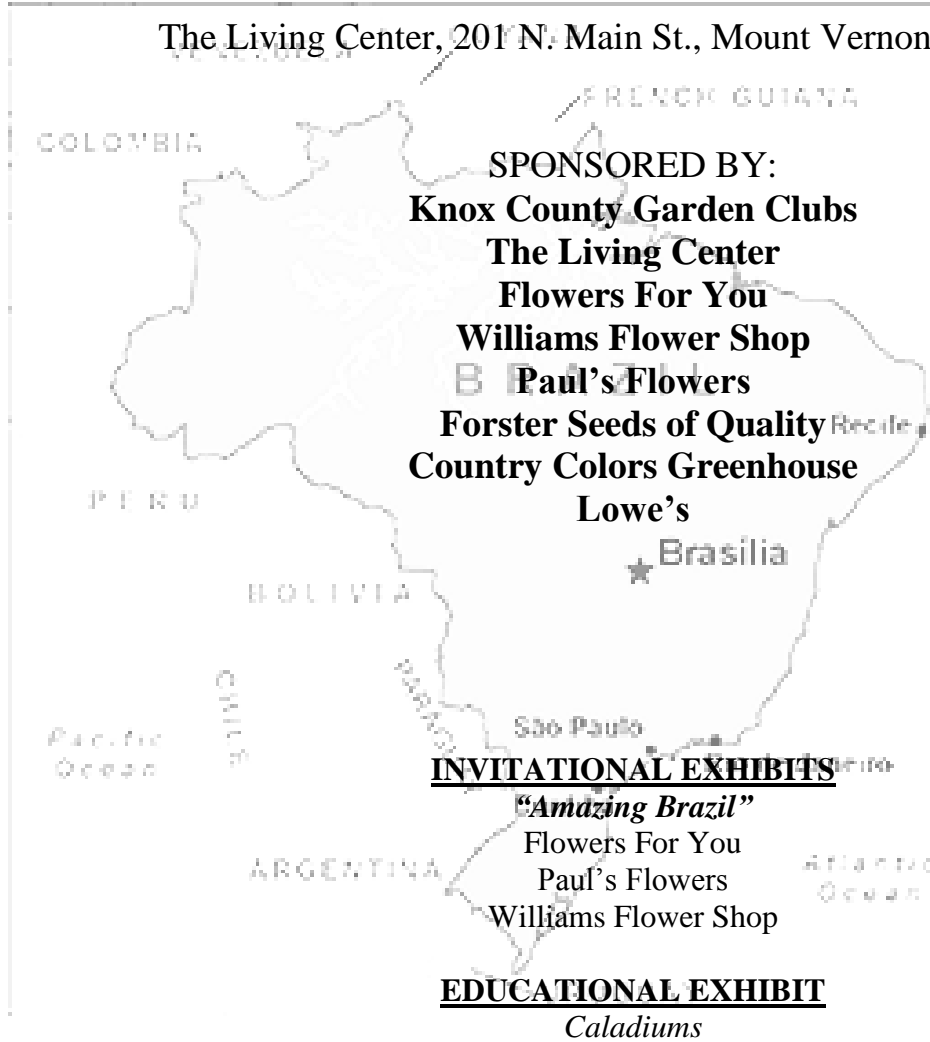 The Living Center, 201 N. Main St., Mount Vernon
FRENCH GUIANA
COLOMBIA
SPONSORED BY:
Knox County Garden Clubs
The Living Center
Flowers For You
Williams Flower Shop
BRAZIL
Paul's Flowers
Forster Seeds of Quality
Recife
Country Colors Greenhouse
PERU
Lowe's
Brasília
BOLIVIA
CHILE
São Paulo
Pacific
Ocean
INVITATIONAL EXHIBITS
"Amazing Brazil"
Flowers For You
ARGENTINA
Paul's Flowers
Atlantic
Ocean
Williams Flower Shop
EDUCATIONAL EXHIBIT
Caladiums